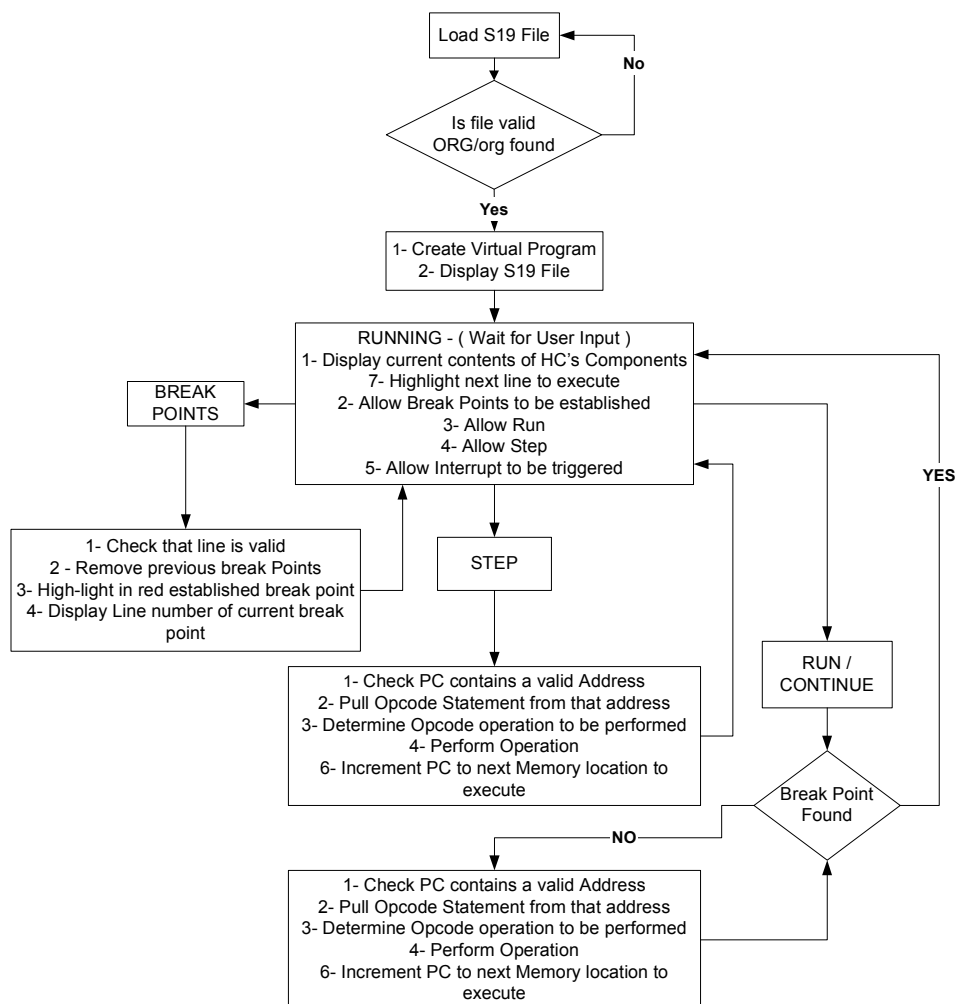 Load S19 File
No
Is file valid
ORG/org found
Yes
1- Create Virtual Program
2- Display S19 File
RUNNING - ( Wait for User Input )
1- Display current contents of HC's Components
7- Highlight next line to execute
2- Allow Break Points to be established
3- Allow Run
4- Allow Step
5- Allow Interrupt to be triggered
BREAK
POINTS
YES
1- Check that line is valid
2 - Remove previous break Points
3- High-light in red established break point
4- Display Line number of current break
point
STEP
RUN /
CONTINUE
1- Check PC contains a valid Address
2- Pull Opcode Statement from that address
3- Determine Opcode operation to be performed
4- Perform Operation
6- Increment PC to next Memory location to
execute
Break Point
Found
NO
1- Check PC contains a valid Address
2- Pull Opcode Statement from that address
3- Determine Opcode operation to be performed
4- Perform Operation
6- Increment PC to next Memory location to
execute